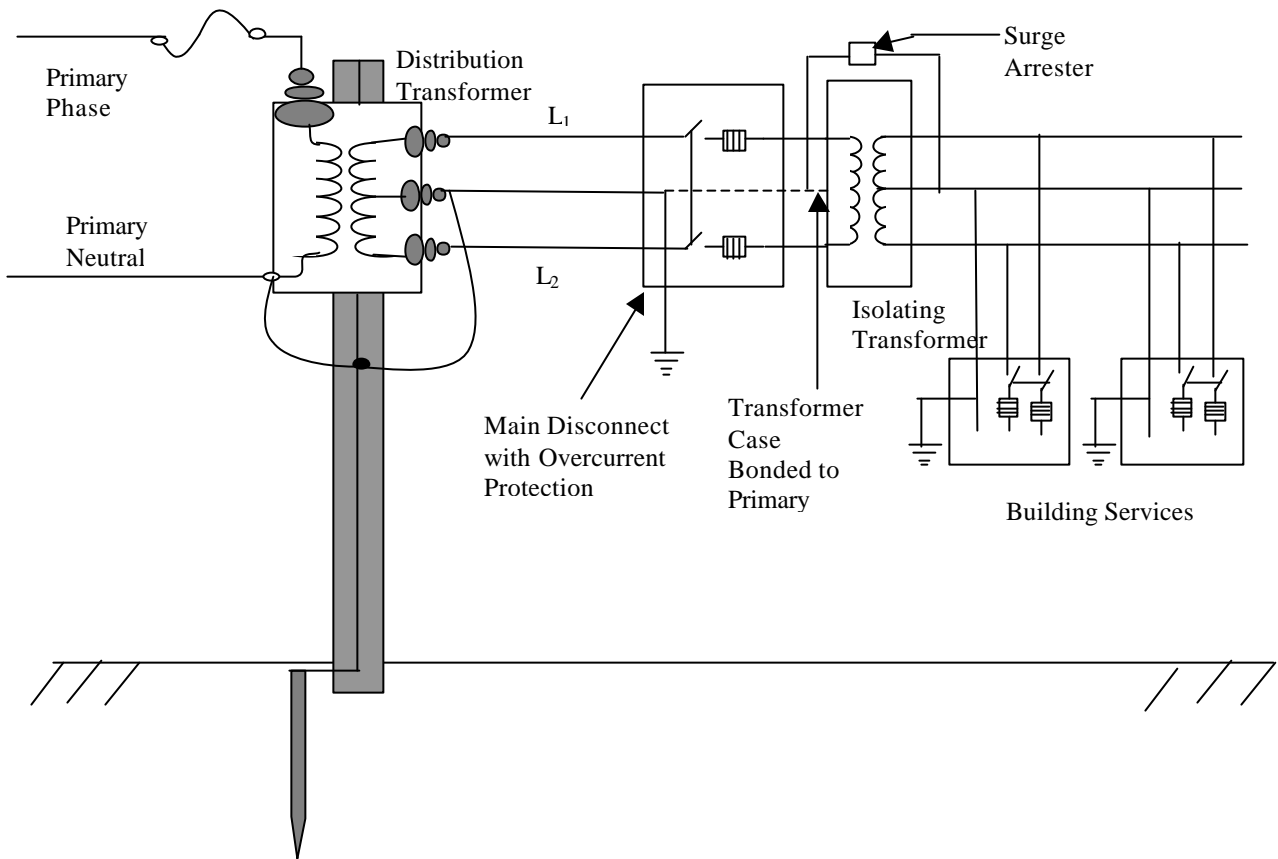 Primary
Phase
Distribution
Transformer
Surge
Arrester
L1
Primary
Neutral
L2
Isolating
Transformer
Main Disconnect
with Overcurrent
Protection
Transformer
Case
Bonded to
Primary
Building Services